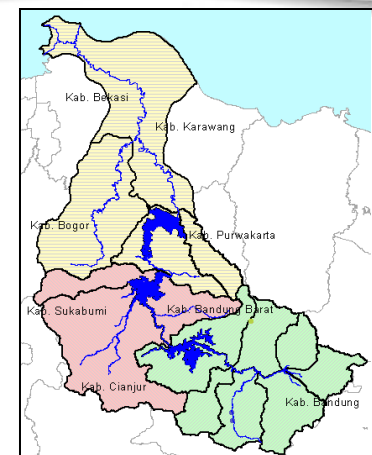 Kab. Bekasi
Kab. Karawang
Kab. Bogor
Kab. Purwakarta
Kab. Sukabumi
Kab. Bandung Barat
Kab. Cianjur
Kab. Bandung